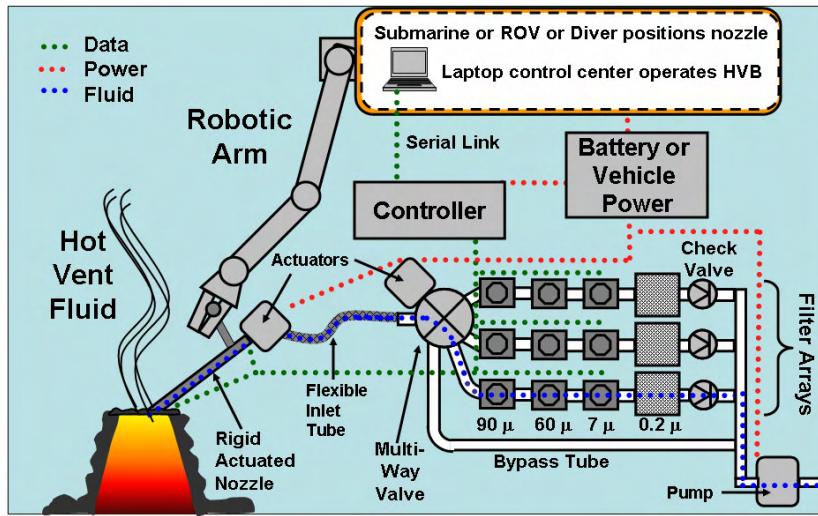 Data
Power
Fluid
Submarine or ROV or Diver positions nozzle
Laptop control center operates HVB
Robotic
Arm
Serial Link
Battery or
Vehicle
Power
Controller
Hot
Vent
Fluid
Actuators
Check
Valve
Filter Arrays
Flexible
Inlet
Tube
90 μ
60 μ
7 μ
0.2 μ
Rigid
Actuated
Nozzle
Multi-
Way
Valve
Bypass Tube
Pump